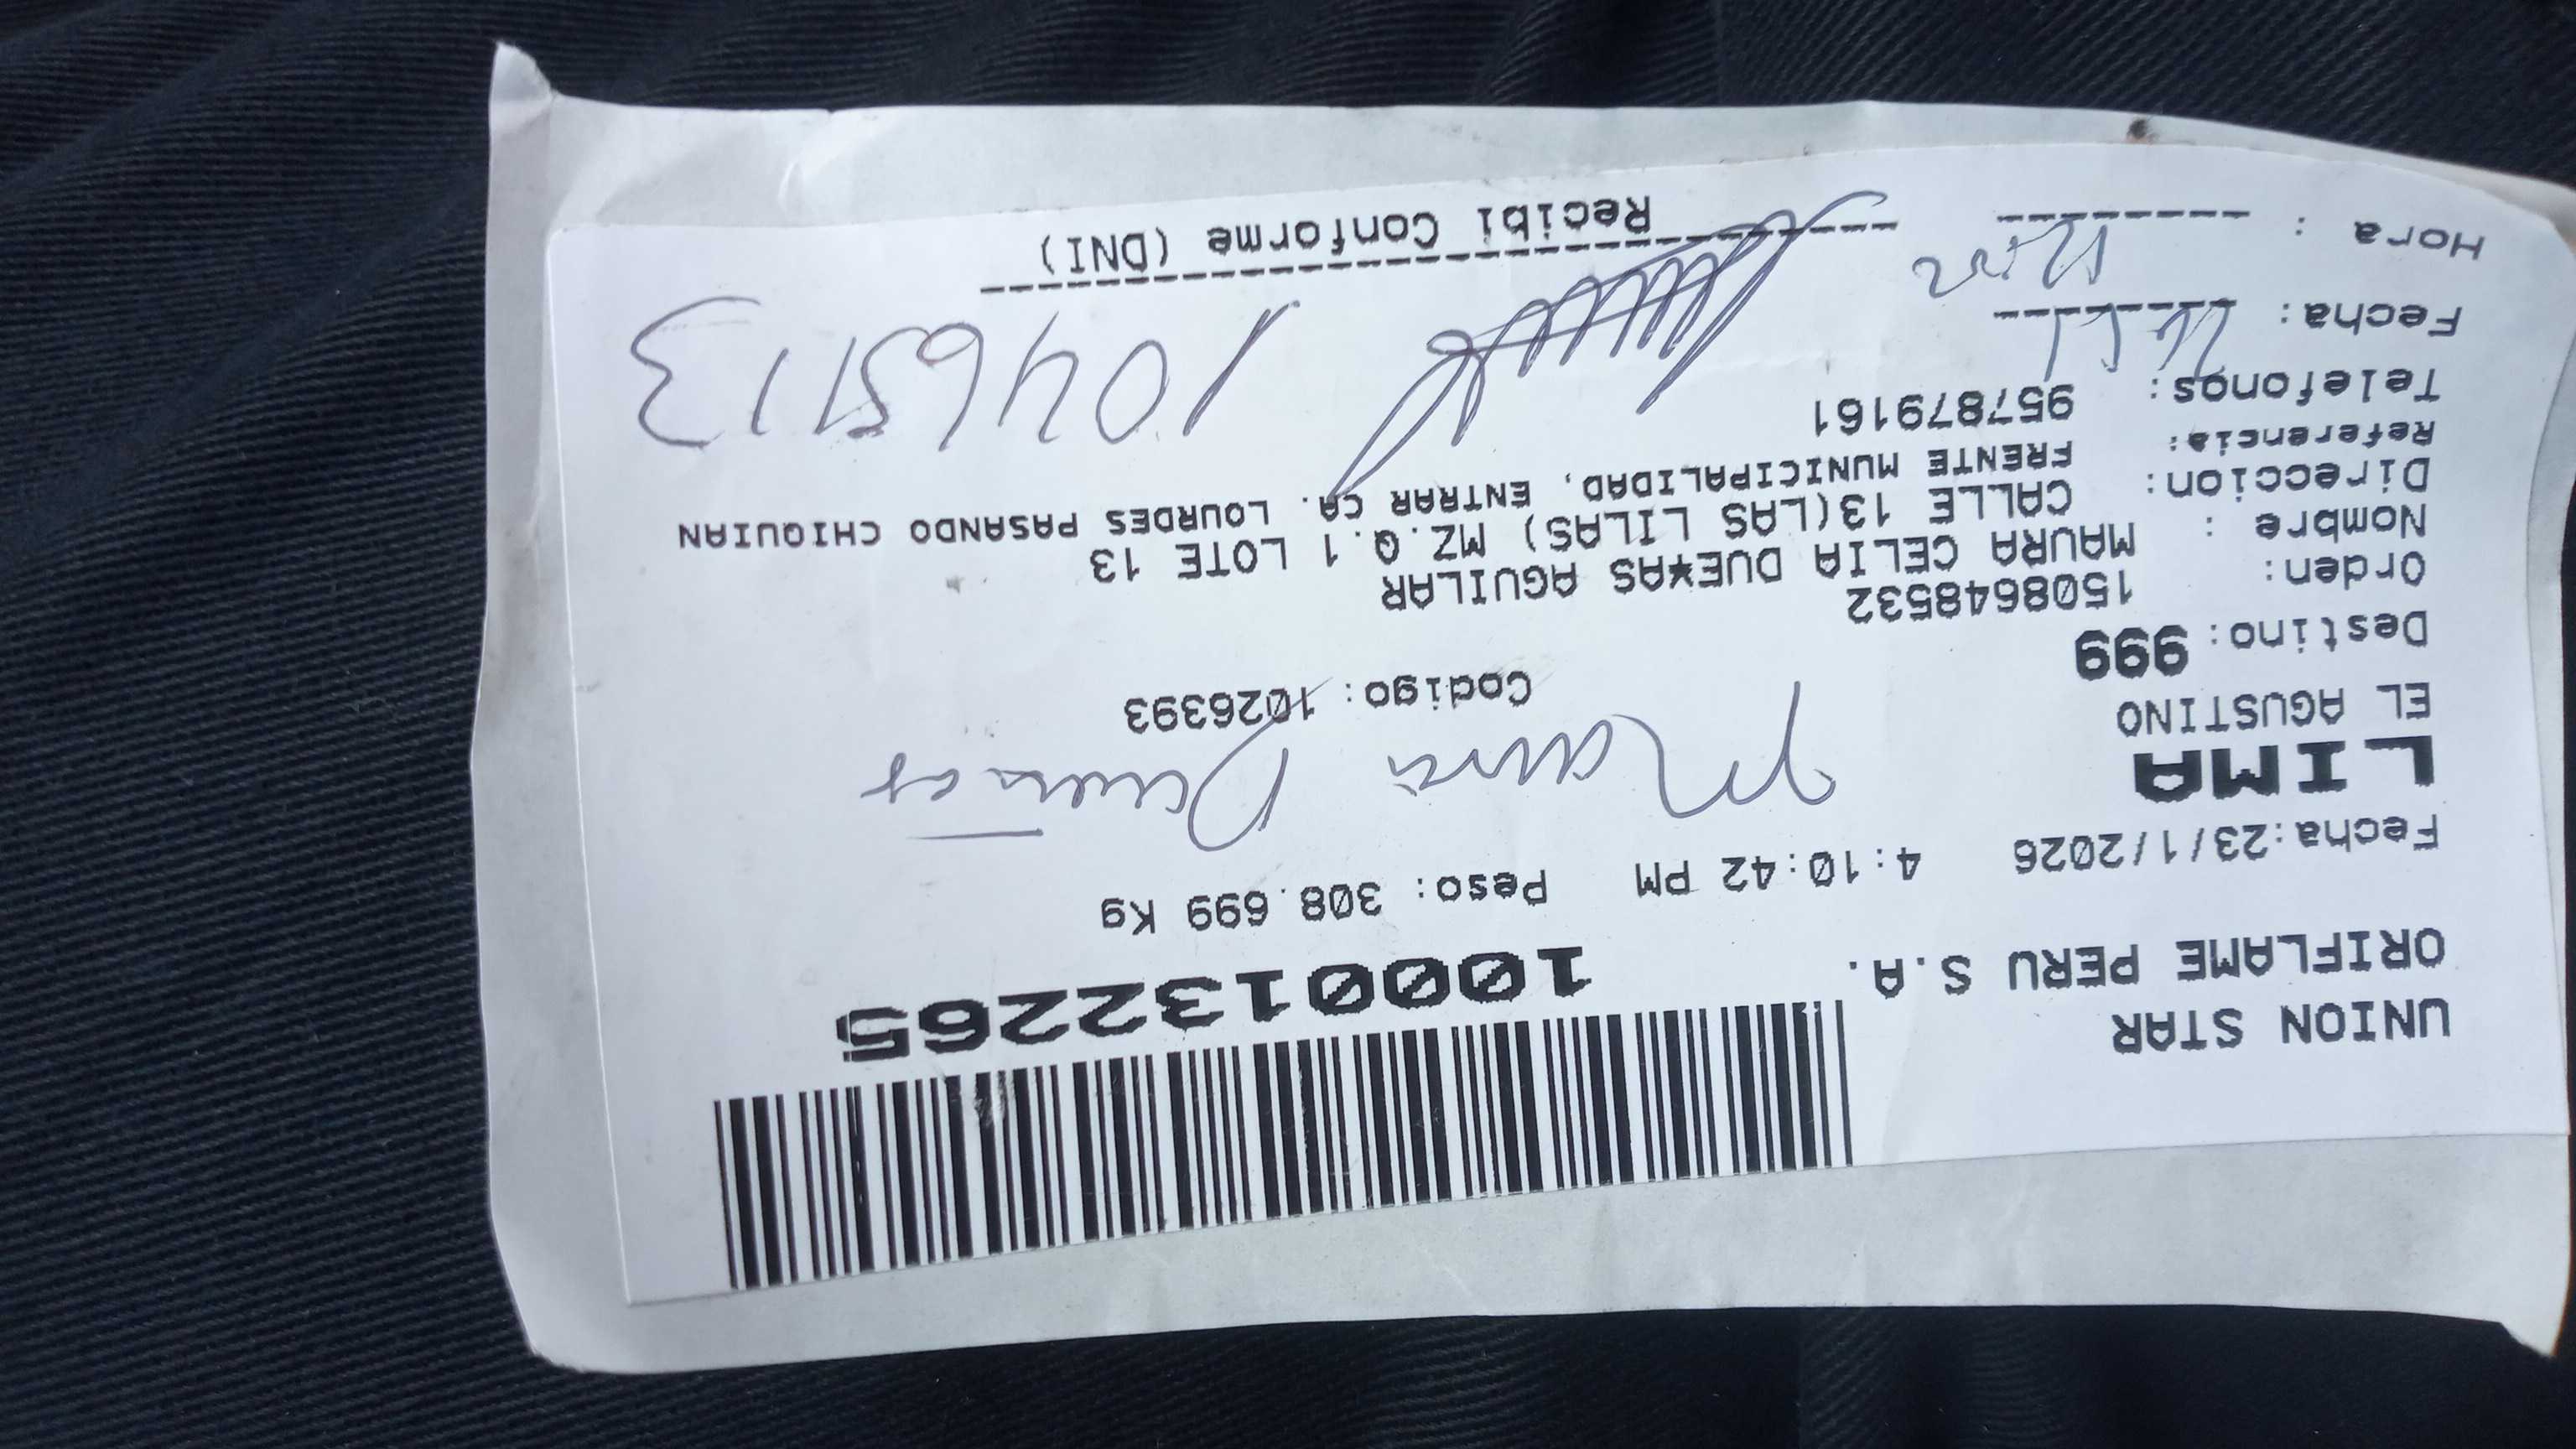 UNION STAR
ORIFLAME PERU S.A. 1000132265
Fecha:23/1/2026 4:10:42 PM Peso: 308.699 Kg
LIMA
Maura Dueñas
EL AGUSTINO
Codigo: 1026393
Destino: 999
Orden: 1508648532
Nombre : MAURA CELIA DUE¥AS AGUILAR
Direccion: CALLE 13(LAS LILAS) MZ.Q.1 LOTE 13
Referencia: FRENTE MUNICIPALIDAD, ENTRAR CA. LOURDES PASANDO CHIQUIAN
Telefonos: 957879161
Fecha:
Hora :
Recibi Conforme (DNI)